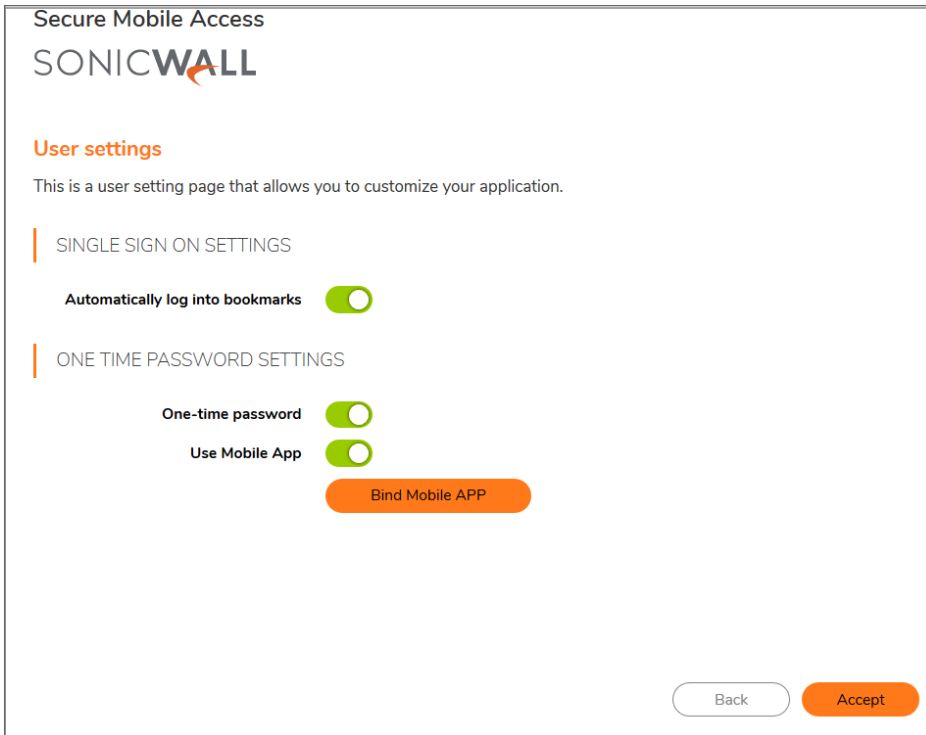 Secure Mobile Access
SONICWALL
User settings
This is a user setting page that allows you to customize your application.
SINGLE SIGN ON SETTINGS
Automatically log into bookmarks
ONE TIME PASSWORD SETTINGS
One-time password
Use Mobile App
Bind Mobile APP
Back
Accept